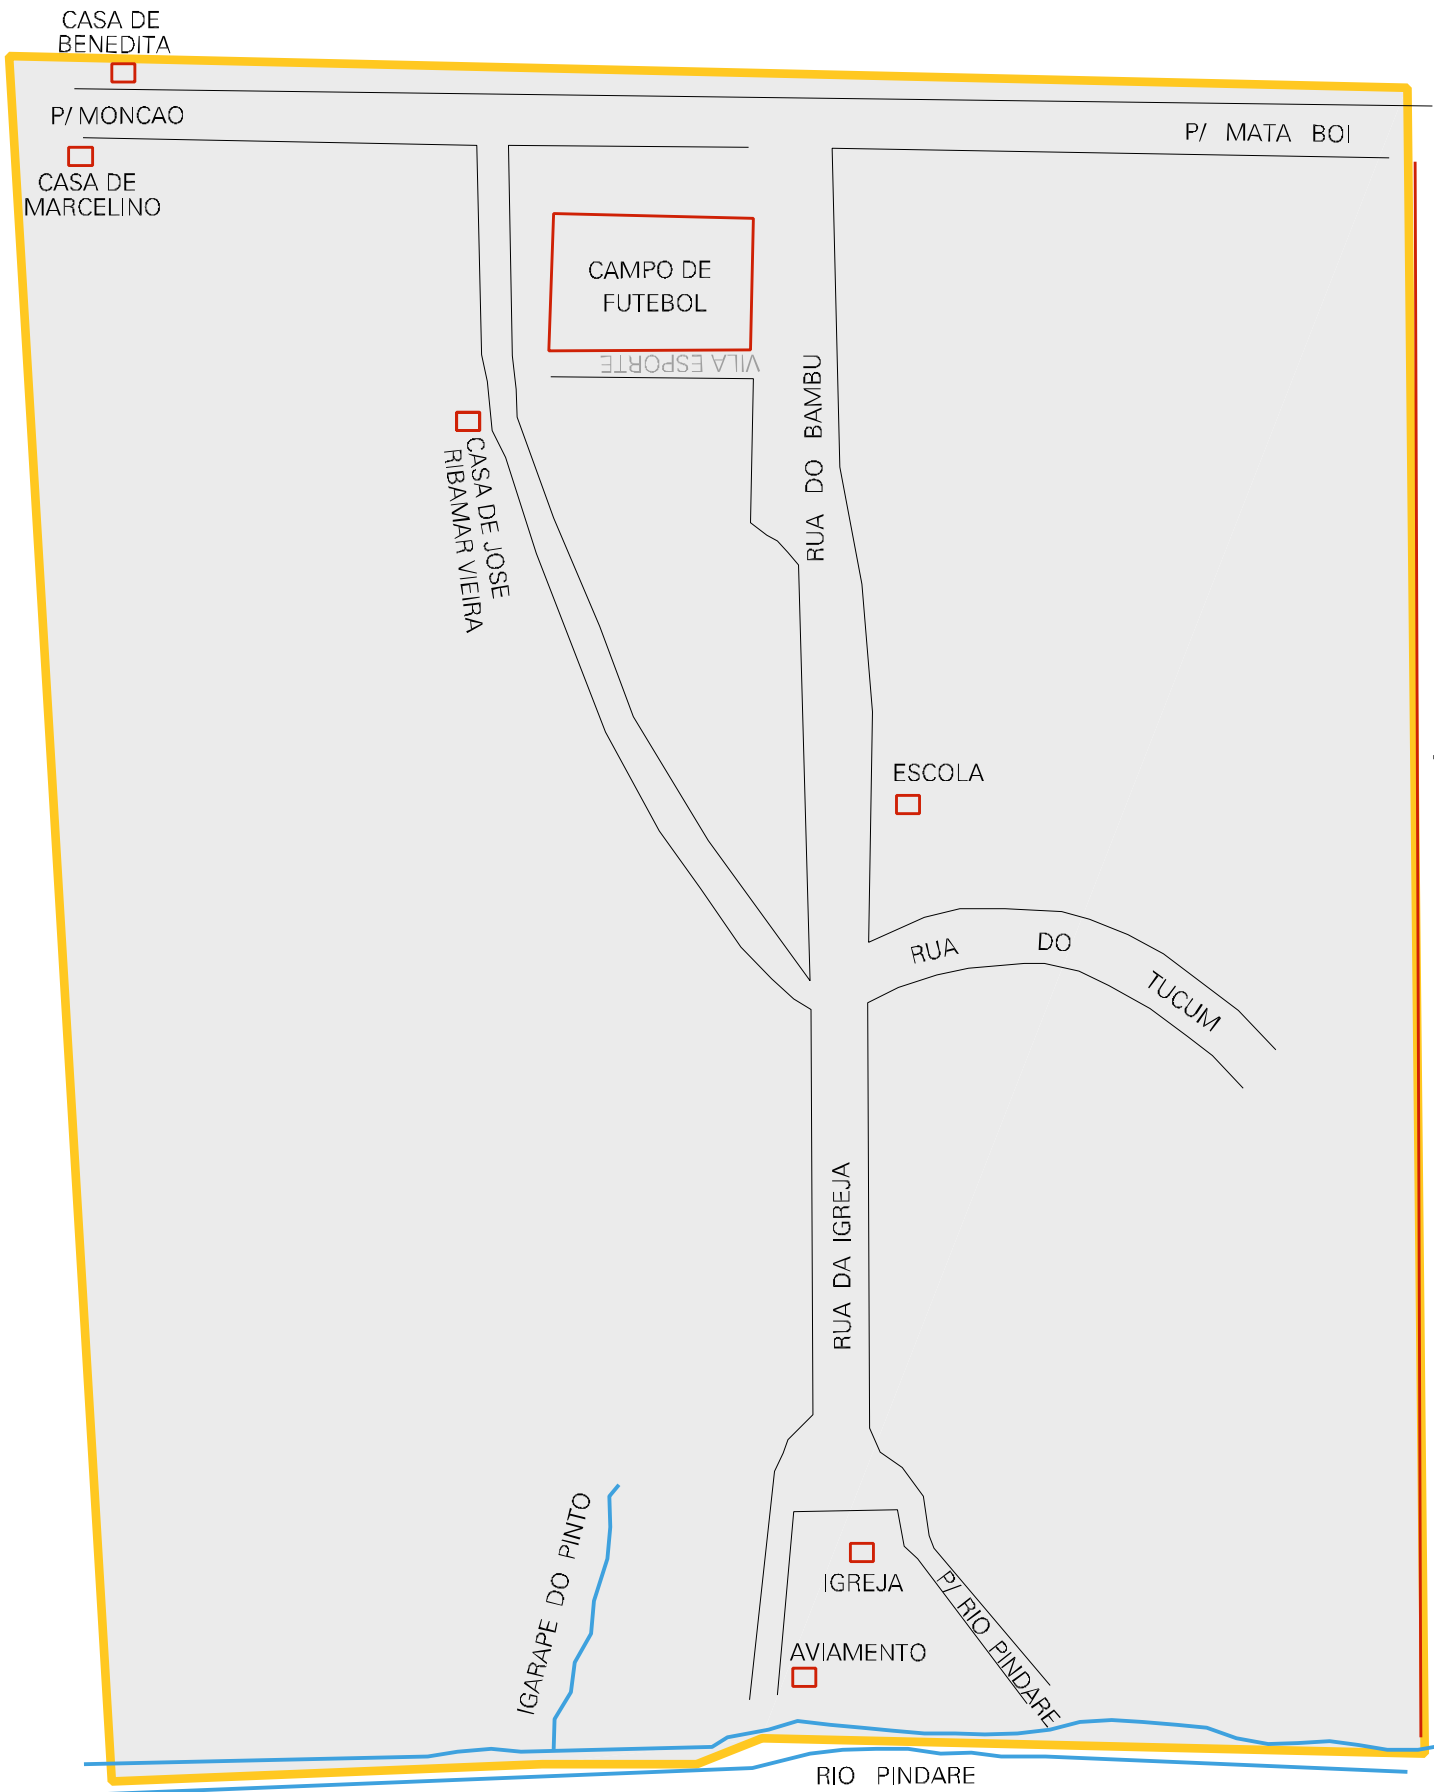 CASA DE
BENEDITA
P/ MONCAO
P/ MATA BOI
CASA DE
MARCELINO
CAMPO DE
FUTEBOL
VILA ESPORTE
RUA DO BAMBU
CASA DE JOSE
RIBAMAR VIEIRA
ESCOLA
RUA DO TUCUM
RUA DA IGREJA
IGARAPE DO PINTO
IGREJA
P/ RIO PINDARE
AVIAMENTO
RIO PINDARE